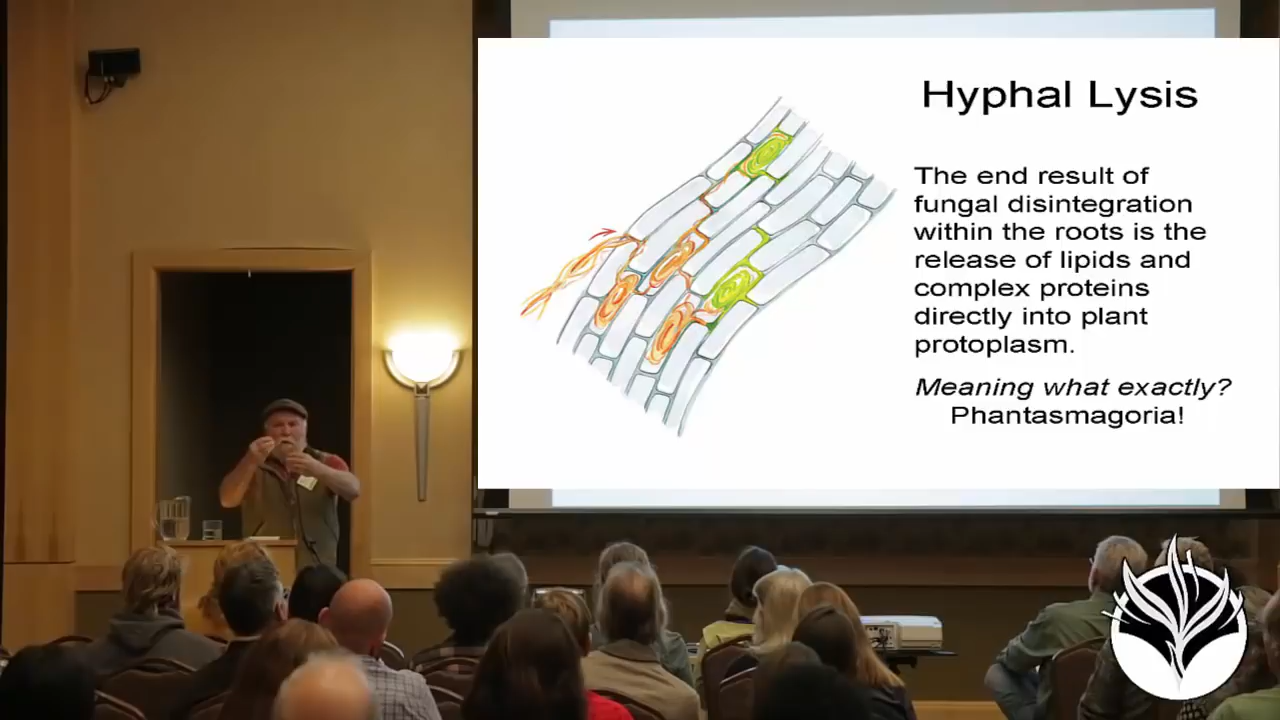 Hyphal Lysis
The end result of
fungal disintegration
within the roots is the
release of lipids and
complex proteins
directly into plant
protoplasm.
Meaning what exactly?
Phantasmagoria!